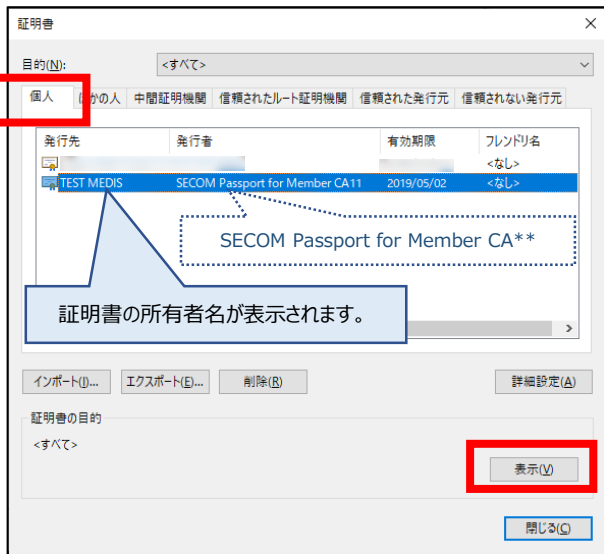 証明書
目的(N): <すべて>
個人 ほかの人 中間証明機関 信頼されたルート証明機関 信頼された発行元 信頼されない発行元
発行先 発行者 有効期限 フレンドリ名
<なし>
TEST MEDIS SECOM Passport for Member CA11 2019/05/02 <なし>
SECOM Passport for Member CA**
証明書の所有者名が表示されます。
インポート(I)... エクスポート(E)... 削除(R) 詳細設定(A)
証明書の目的
<すべて>
表示(V)
閉じる(C)